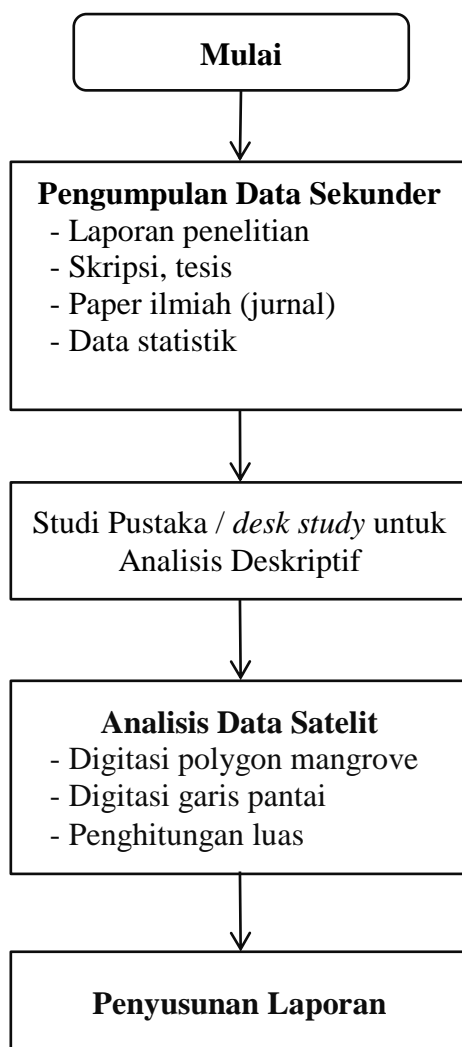 Mulai
Pengumpulan Data Sekunder
- Laporan penelitian
- Skripsi, tesis
- Paper ilmiah (jurnal)
- Data statistik
Studi Pustaka / desk study untuk
Analisis Deskriptif
Analisis Data Satelit
- Digitasi polygon mangrove
- Digitasi garis pantai
- Penghitungan luas
Penyusunan Laporan